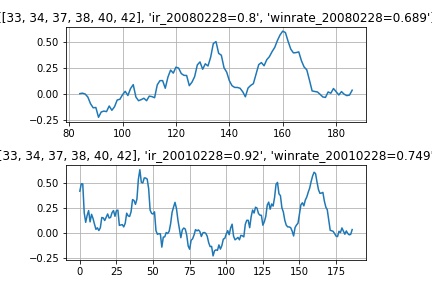 [[33, 34, 37, 38, 40, 42], 'ir_20080228=0.8', 'winrate_20080228=0.689']
0.50
0.25
0.00
−0.25
80 100 120 140 160 180
[33, 34, 37, 38, 40, 42], 'ir_20010228=0.92', 'winrate_20010228=0.749'
0.50
0.25
0.00
−0.25
0 25 50 75 100 125 150 175